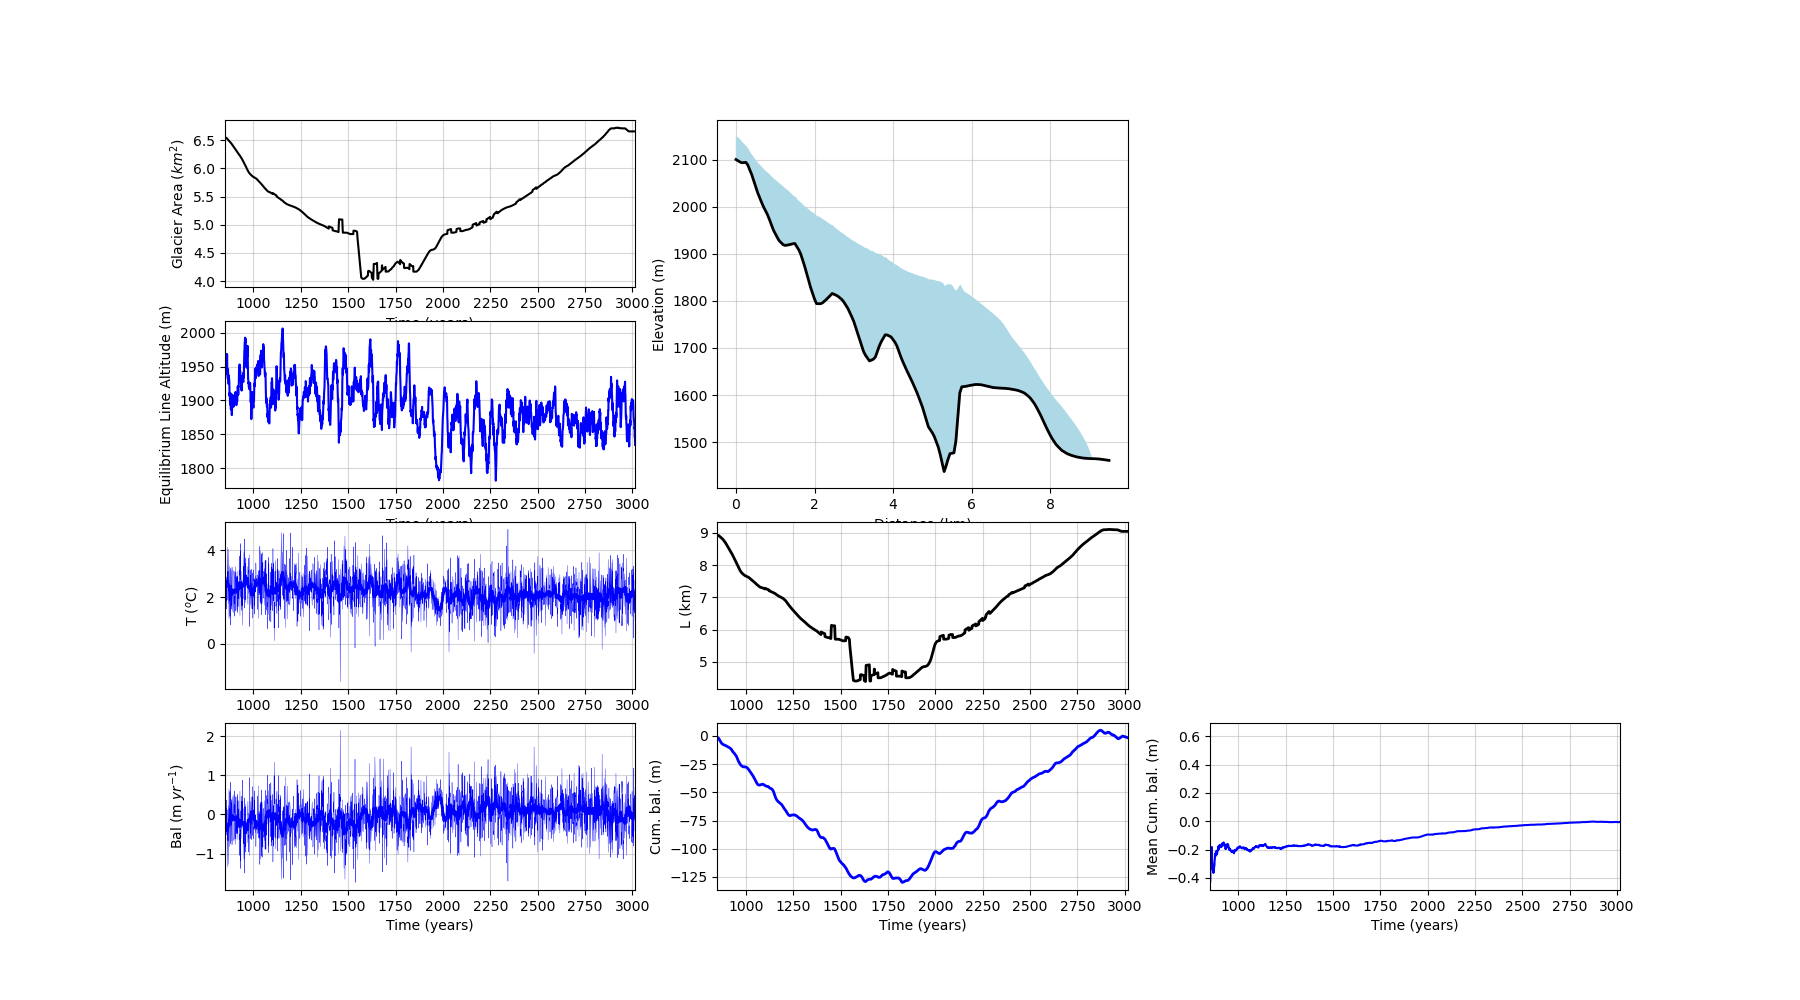 Glacier Area (km²)
6.5
6.0
5.5
5.0
4.5
4.0
1000 1250 1500 1750 2000 2250 2500 2750 3000
Time (years)
Equilibrium Line Altitude (m)
2000
1950
1900
1850
1800
1000 1250 1500 1750 2000 2250 2500 2750 3000
Time (years)
T (°C)
4
2
0
1000 1250 1500 1750 2000 2250 2500 2750 3000
Bal (m yr⁻¹)
2
1
0
−1
1000 1250 1500 1750 2000 2250 2500 2750 3000
Time (years)
Elevation (m)
2100
2000
1900
1800
1700
1600
1500
0 2 4 6 8
Distance (km)
L (km)
9
8
7
6
5
1000 1250 1500 1750 2000 2250 2500 2750 3000
Cum. bal. (m)
0
−25
−50
−75
−100
−125
1000 1250 1500 1750 2000 2250 2500 2750 3000
Time (years)
Mean Cum. bal. (m)
0.6
0.4
0.2
0.0
−0.2
−0.4
1000 1250 1500 1750 2000 2250 2500 2750 3000
Time (years)